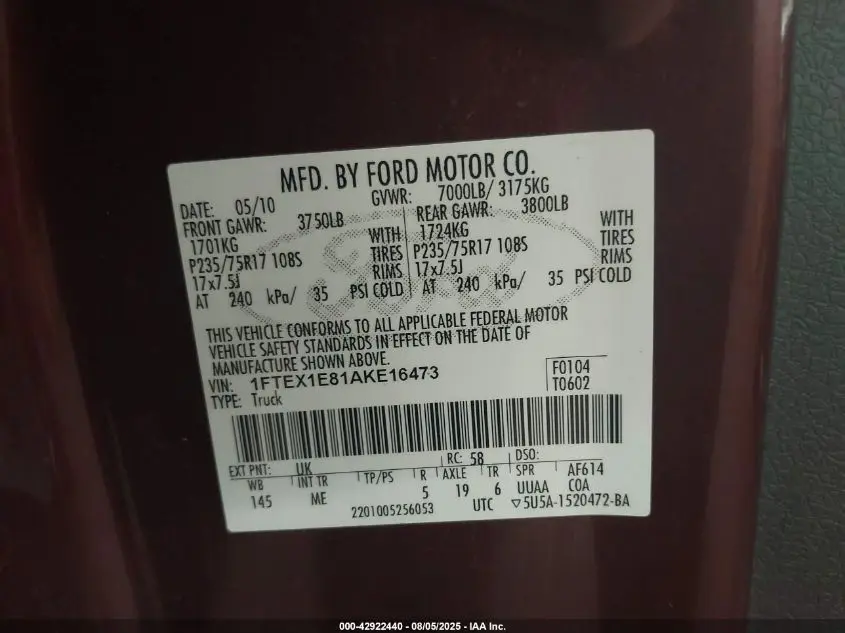 MFD. BY FORD MOTOR CO.
DATE: 05/10 GVWR: 7000LB/ 3175KG
FRONT GAWR: 3750LB REAR GAWR: 3800LB
1701KG WITH 1724KG WITH
P235/75R17 108S TIRES P235/75R17 108S TIRES
17x7.5J RIMS 17x7.5J RIMS
AT 240 kPa/ 35 PSI COLD AT 240 kPa/ 35 PSI COLD
Ford
THIS VEHICLE CONFORMS TO ALL APPLICABLE FEDERAL MOTOR
VEHICLE SAFETY STANDARDS IN EFFECT ON THE DATE OF
MANUFACTURE SHOWN ABOVE.
VIN: 1FTEX1E81AKE16473 F0104
TYPE: Truck T0602
EXT PNT: UK RC: 58 DSO:
WB INT TR TP/PS R AXLE TR SPR AF614
145 ME 5 19 6 UUAA COA
2201005256053 UTC ▽5U5A-1520472-BA
000-42922440 - 08/05/2025 - IAA Inc.